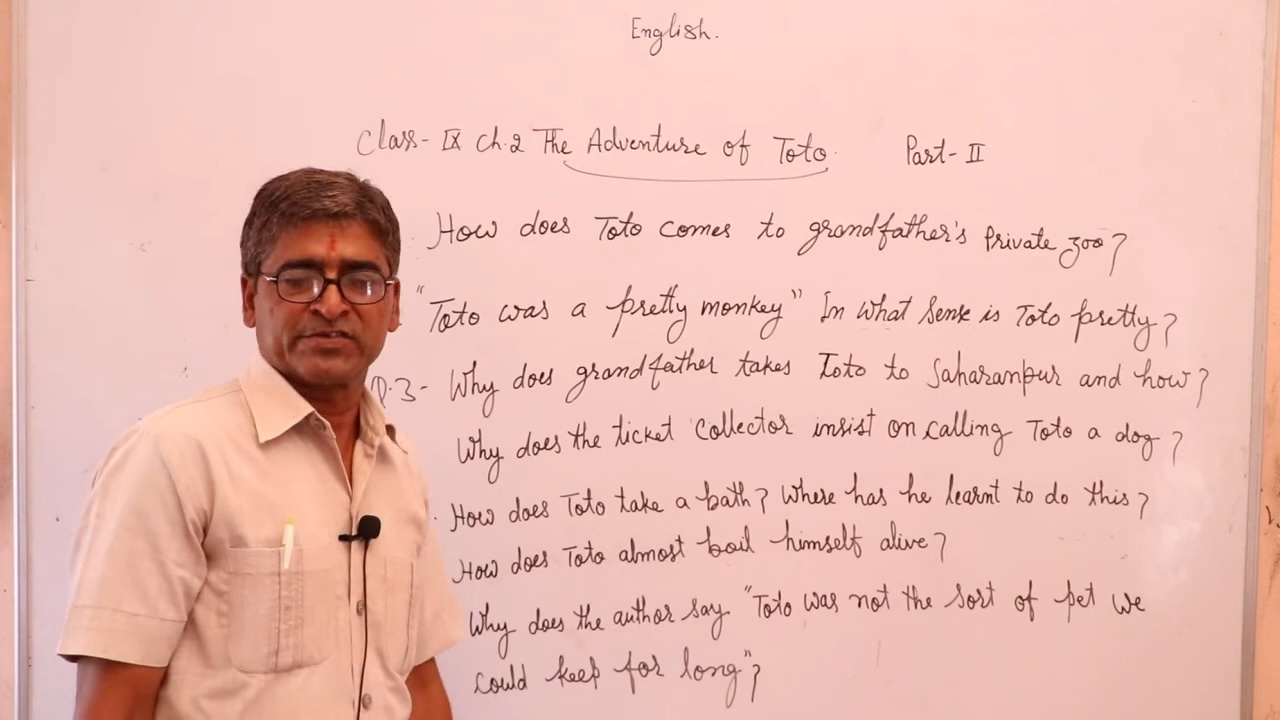 English.
Class- IX Ch.2 The Adventure of Toto. Part- II
How does Toto comes to grandfather's Private zoo?
"Toto was a pretty monkey" In what Sense is Toto pretty?
Q.3- Why does grandfather takes Toto to Saharanpur and how?
Why does the ticket Collector insist on calling Toto a dog?
How does Toto take a bath? Where has he learnt to do this?
How does Toto almost boil himself alive?
Why does the author say "Toto was not the sort of pet we
could keep for long"?